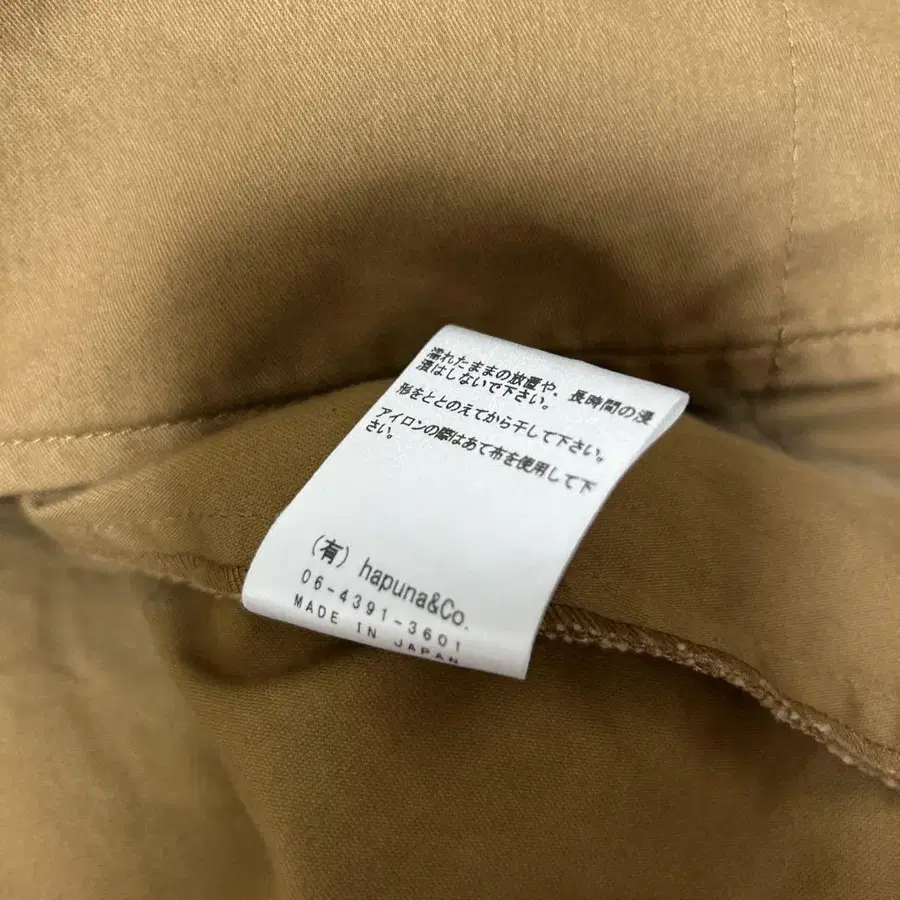 濡れたままの放置や、長時間の浸
酒はしないで下さい。
形をととのえてから干して下さい。
アイロンの際はあて布を使用して下
さい。
(有) hapuna&Co.
06-4391-3601
MADE IN JAPAN